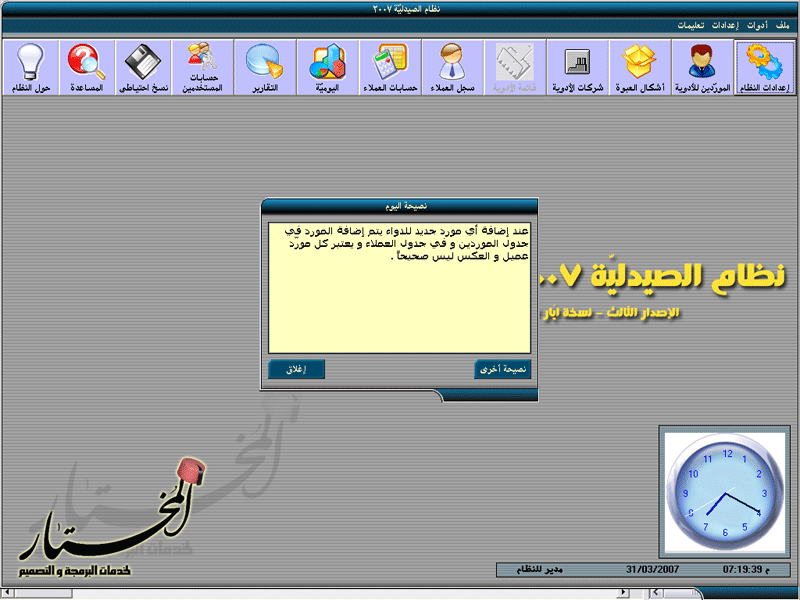 نظام الصيدليّة ٢٠٠٧
ملف أدوات إعدادات تعليمات
إعدادات النظام
المورّدين للأدوية
أشكال العبوة
شركات الأدوية
قائمة الأدوية
سجل العملاء
حسابات العملاء
اليوميّة
التقارير
حسابات
المستخدمين
نسخ احتياطي
المساعدة
حول النظام
نصيحة اليوم
عند إضافة أي مورد جديد للدواء يتم إضافة المورد في
جدول الموردين و في جدول العملاء و يعتبر كل مورّد
عميل و العكس ليس صحيحاً .
نصيحة أخرى
إغلاق
نظام الصيدليّة
الإصدار الثالث - نسخة
المختار
خدمات البرمجة و التصميم
12
1
2
3
4
5
6
7
8
9
10
11
مدير للنظام
31/03/2007
07:19:39 م